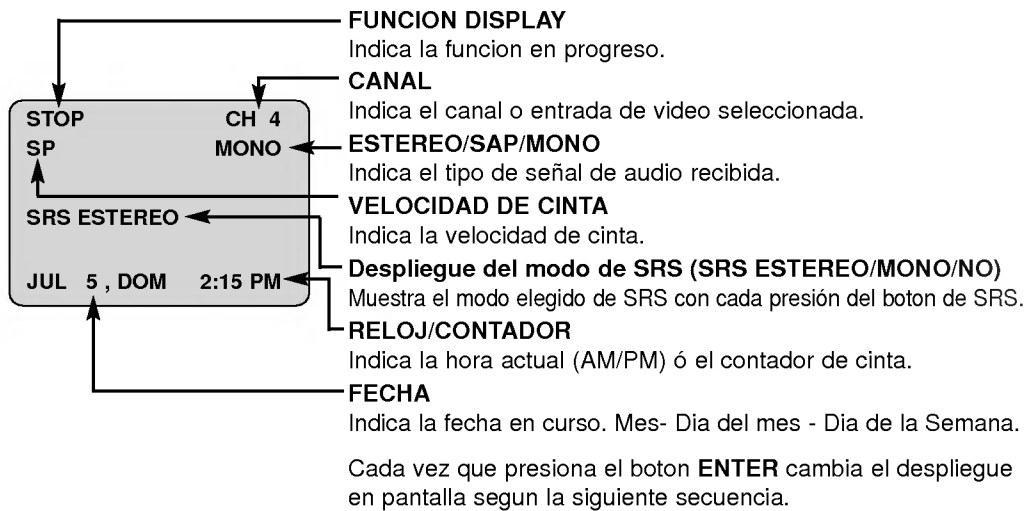 FUNCION DISPLAY
Indica la funcion en progreso.
CANAL
Indica el canal o entrada de video seleccionada.
STOP CH 4
SP MONO
ESTEREO/SAP/MONO
Indica el tipo de señal de audio recibida.
VELOCIDAD DE CINTA
Indica la velocidad de cinta.
SRS ESTEREO
Despliegue del modo de SRS (SRS ESTEREO/MONO/NO)
Muestra el modo elegido de SRS con cada presión del boton de SRS.
JUL 5 , DOM 2:15 PM
RELOJ/CONTADOR
Indica la hora actual (AM/PM) ó el contador de cinta.
FECHA
Indica la fecha en curso. Mes- Dia del mes - Dia de la Semana.
Cada vez que presiona el boton ENTER cambia el despliegue
en pantalla segun la siguiente secuencia.